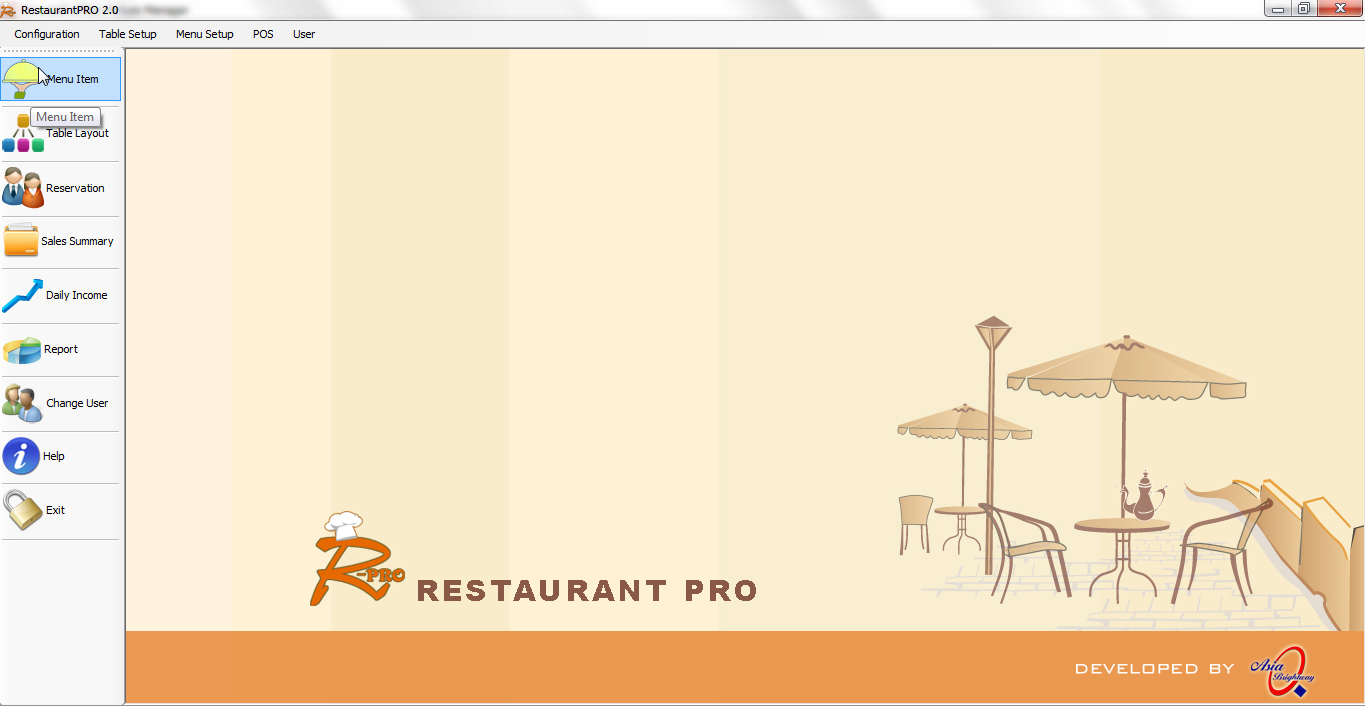 RestaurantPRO 2.0
Configuration Table Setup Menu Setup POS User
Menu Item
Menu Item
Table Layout
Reservation
Sales Summary
Daily Income
Report
Change User
Help
Exit
R-PRO
RESTAURANT PRO
DEVELOPED BY
Asia
Brightway